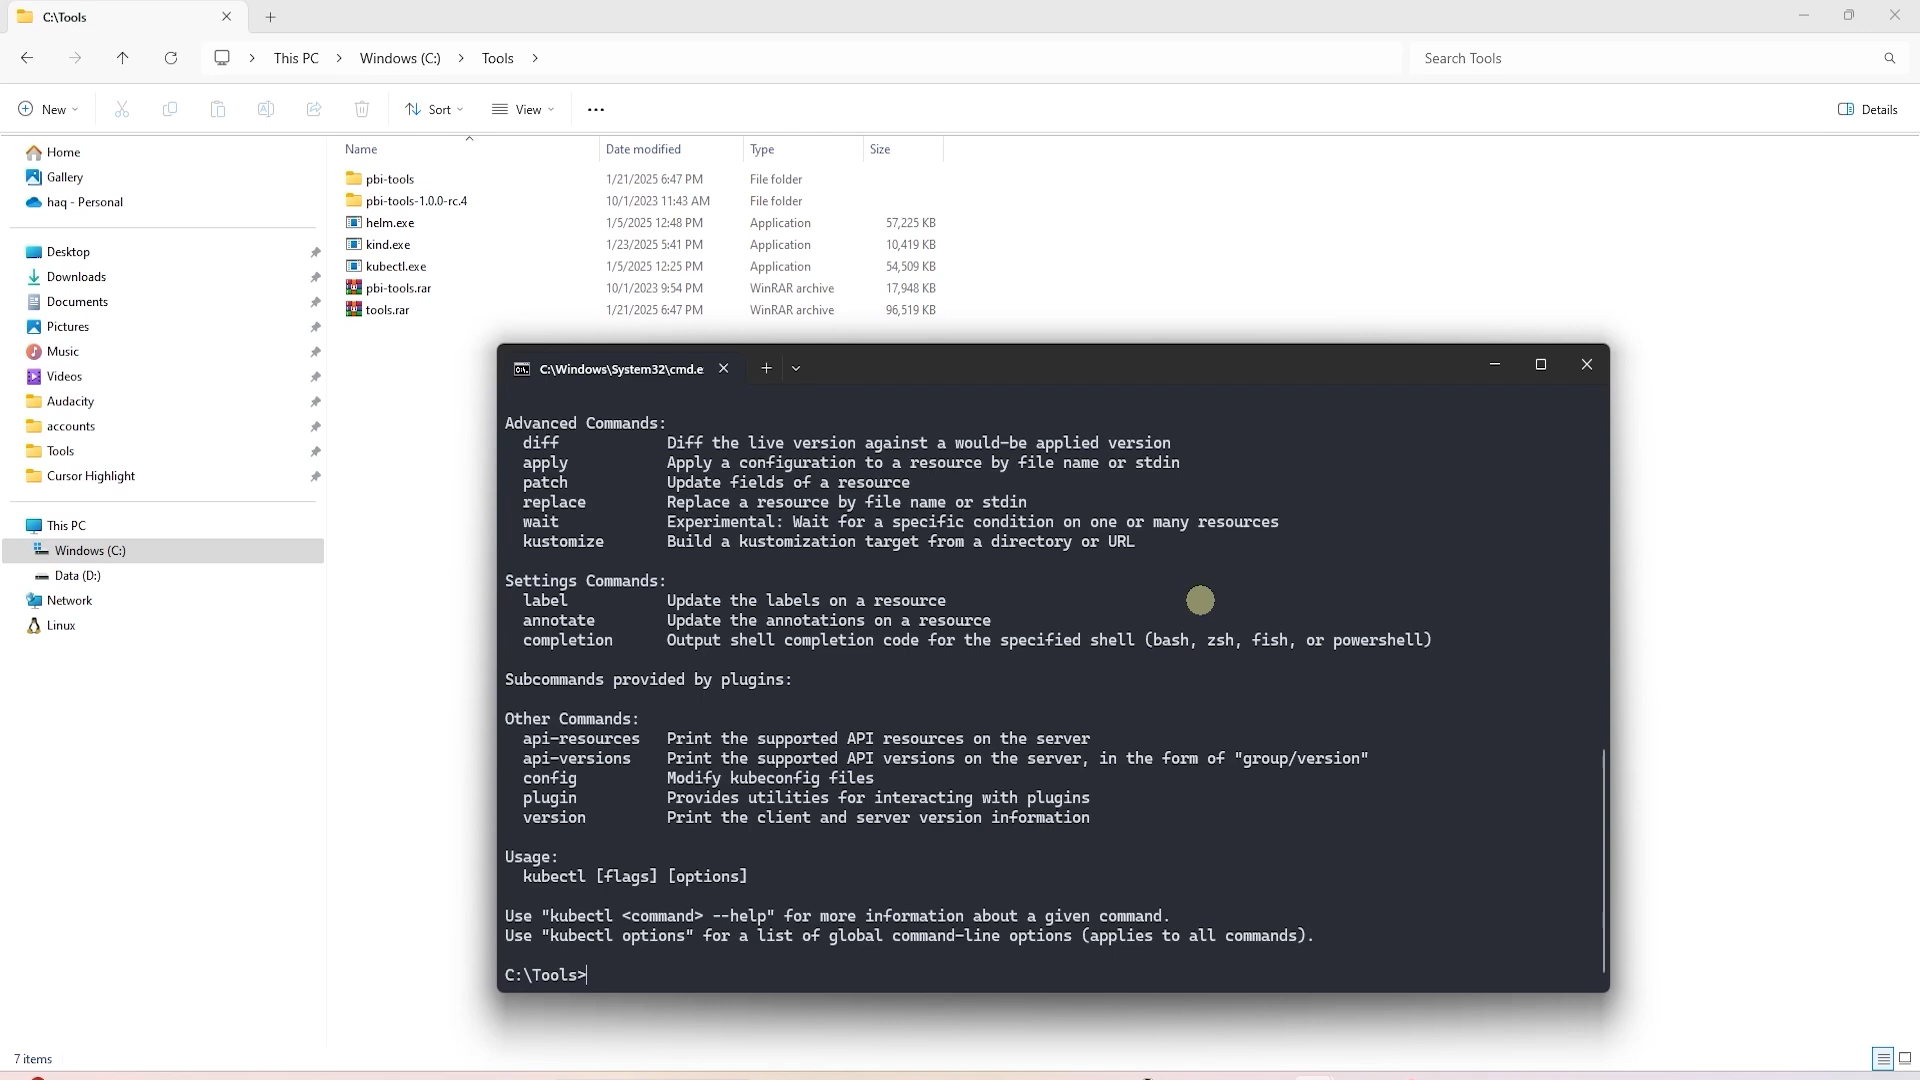 C:\Tools
This PC
Windows (C:)
Tools
Search Tools
New
Sort
View
Details
Home
Gallery
haq - Personal
Desktop
Downloads
Documents
Pictures
Music
Videos
Audacity
accounts
Tools
Cursor Highlight
This PC
Windows (C:)
Data (D:)
Network
Linux
Name Date modified Type Size
pbi-tools 1/21/2025 6:47 PM File folder
pbi-tools-1.0.0-rc.4 10/1/2023 11:43 AM File folder
helm.exe 1/5/2025 12:48 PM Application 57,225 KB
kind.exe 1/23/2025 5:41 PM Application 10,419 KB
kubectl.exe 1/5/2025 12:25 PM Application 54,509 KB
pbi-tools.rar 10/1/2023 9:54 PM WinRAR archive 17,948 KB
tools.rar 1/21/2025 6:47 PM WinRAR archive 96,519 KB
C:\Windows\System32\cmd.e
Advanced Commands:
diff Diff the live version against a would-be applied version
apply Apply a configuration to a resource by file name or stdin
patch Update fields of a resource
replace Replace a resource by file name or stdin
wait Experimental: Wait for a specific condition on one or many resources
kustomize Build a kustomization target from a directory or URL
Settings Commands:
label Update the labels on a resource
annotate Update the annotations on a resource
completion Output shell completion code for the specified shell (bash, zsh, fish, or powershell)
Subcommands provided by plugins:
Other Commands:
api-resources Print the supported API resources on the server
api-versions Print the supported API versions on the server, in the form of "group/version"
config Modify kubeconfig files
plugin Provides utilities for interacting with plugins
version Print the client and server version information
Usage:
kubectl [flags] [options]
Use "kubectl <command> --help" for more information about a given command.
Use "kubectl options" for a list of global command-line options (applies to all commands).
C:\Tools>
7 items